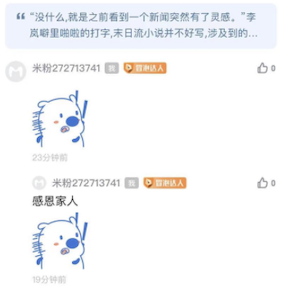 “没什么,就是之前看到一个新闻突然有了灵感。”李
岚噼里啪啦的打字,末日流小说并不好写,涉及到的...
米粉272713741 我 冒泡达人 0
23分钟前
米粉272713741 我 冒泡达人 0
感恩家人
19分钟前